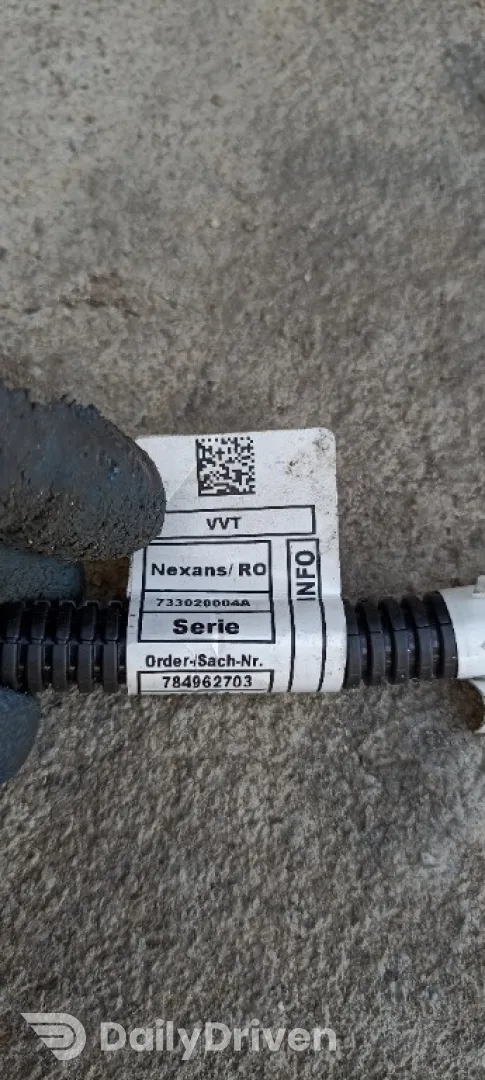 VVT
Nexans/ RO
INFO
733020004A
Serie
Order-/Sach-Nr.
784962703
DailyDriven